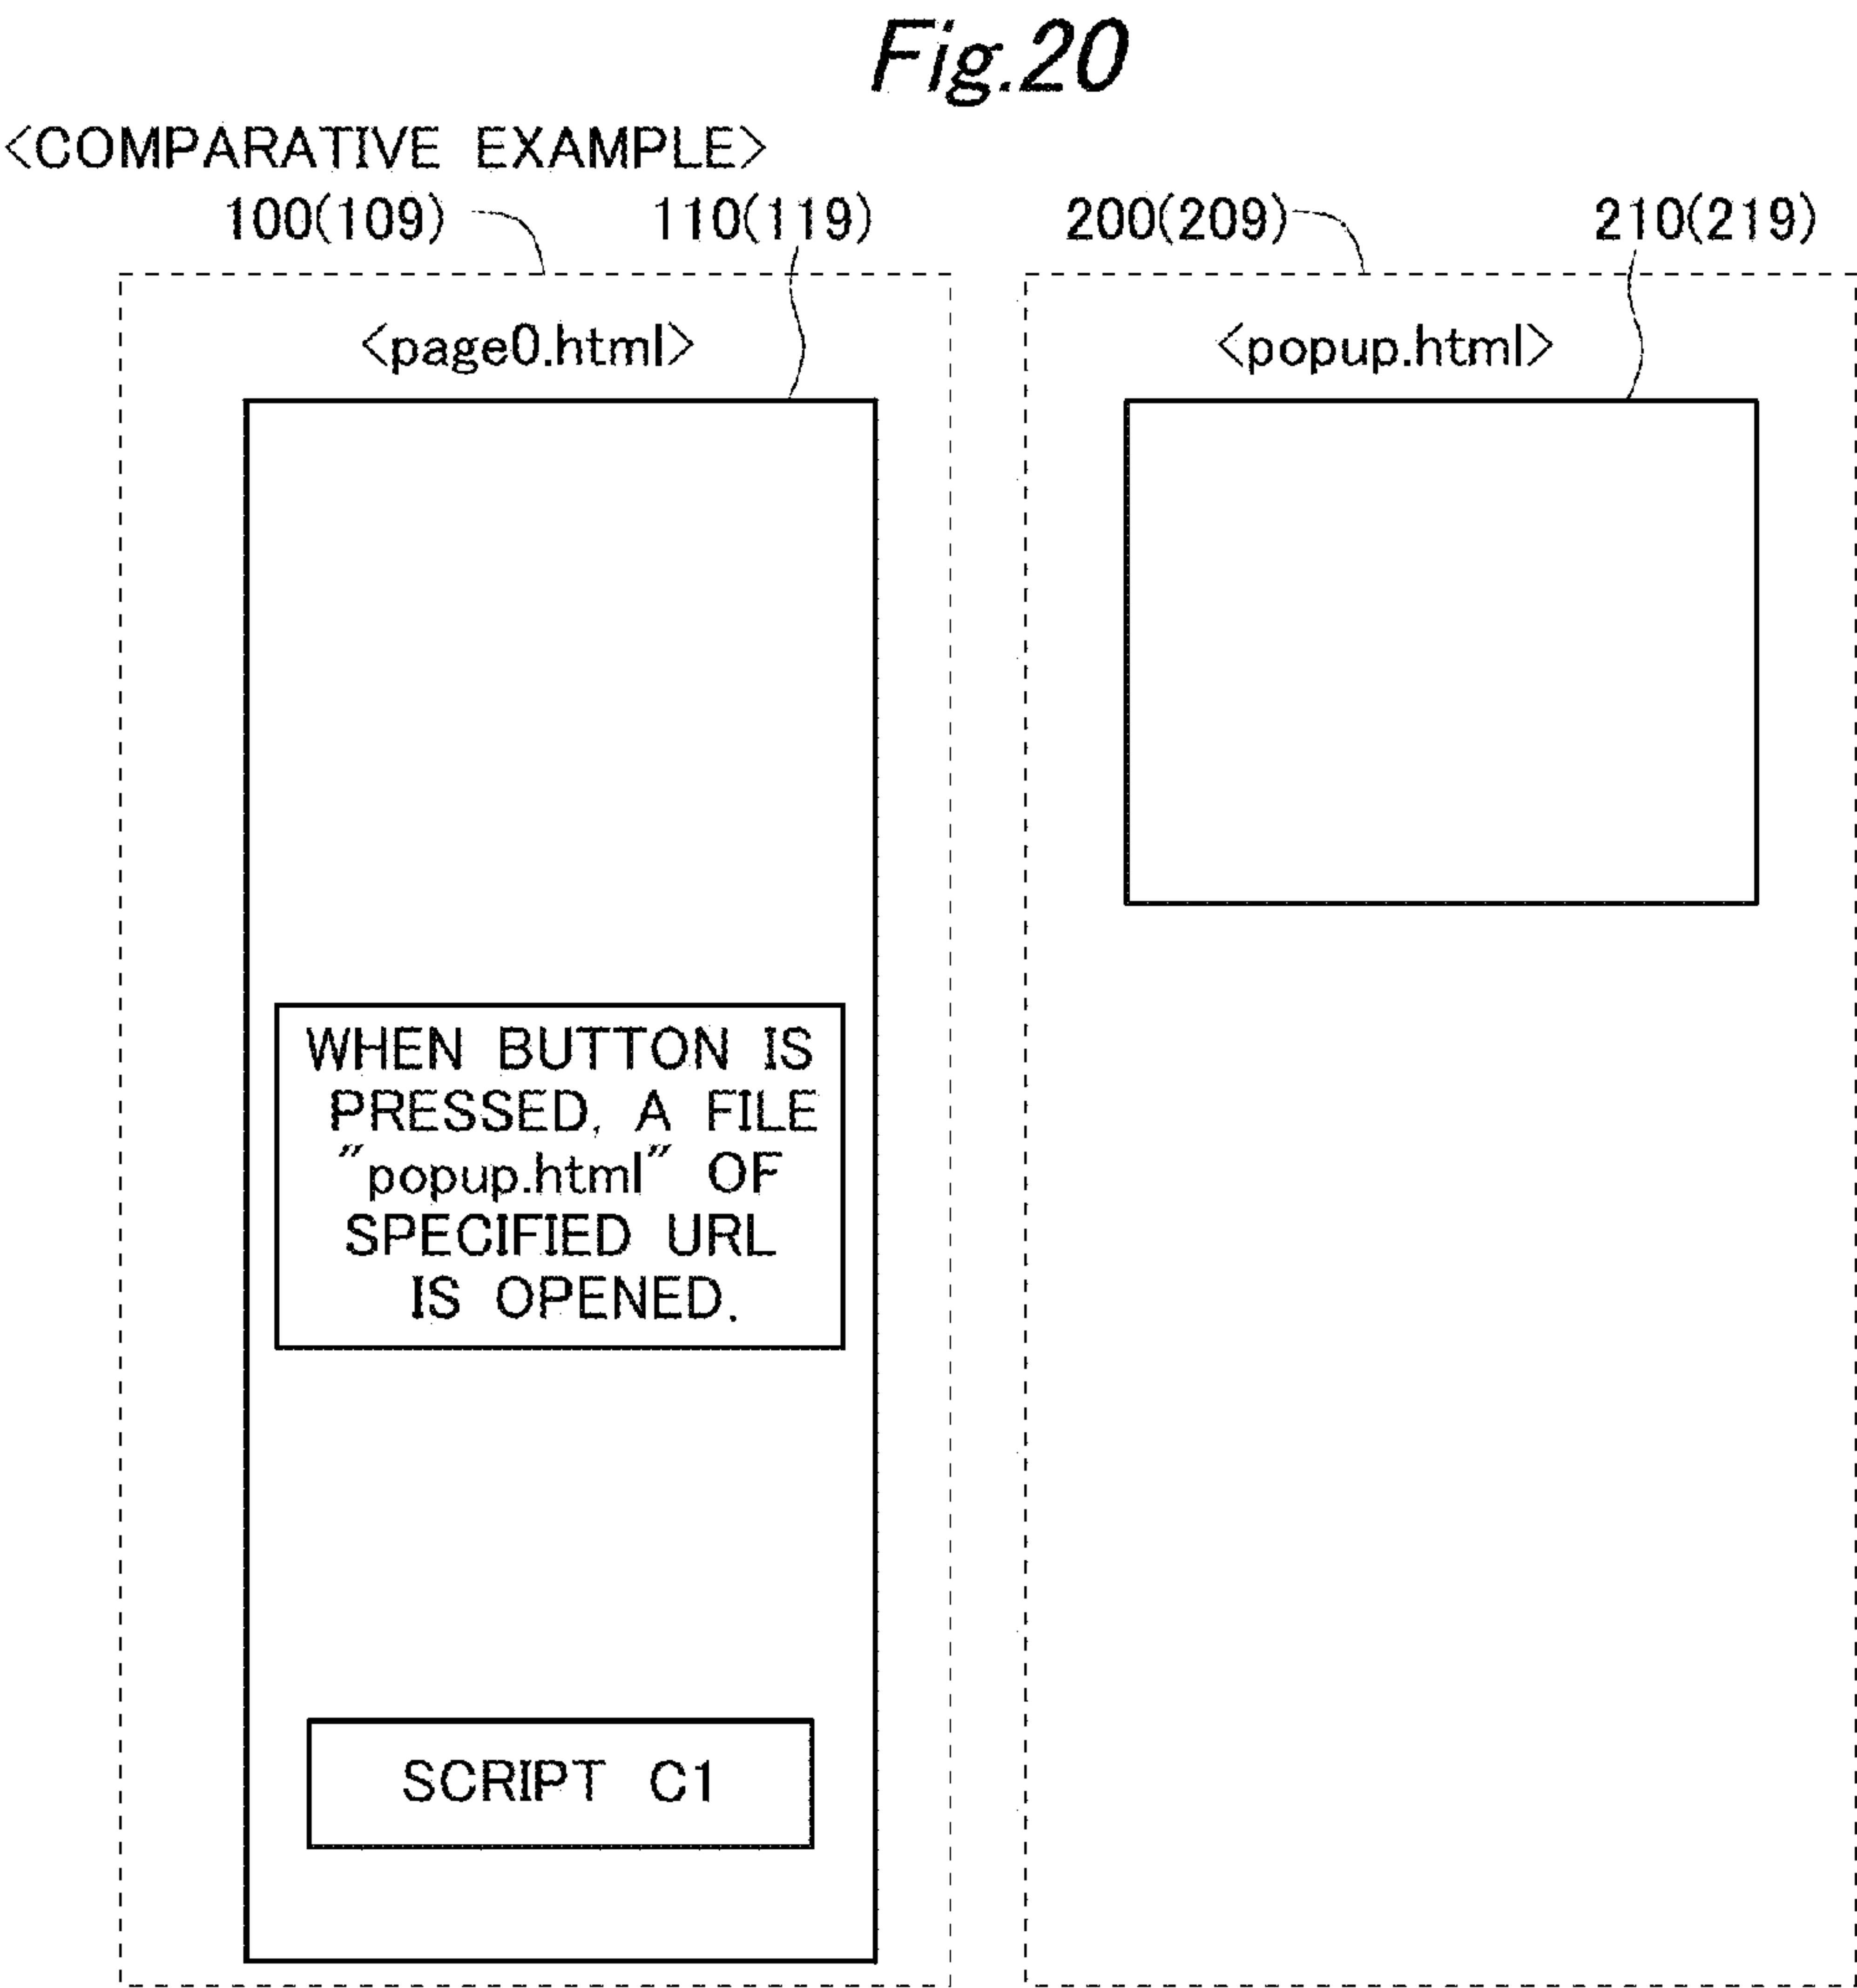 Fig.20
<COMPARATIVE EXAMPLE>
100(109) 110(119) 200(209) 210(219)
<page0.html> <popup.html>
WHEN BUTTON IS
PRESSED, A FILE
"popup.html" OF
SPECIFIED URL
IS OPENED.
SCRIPT C1